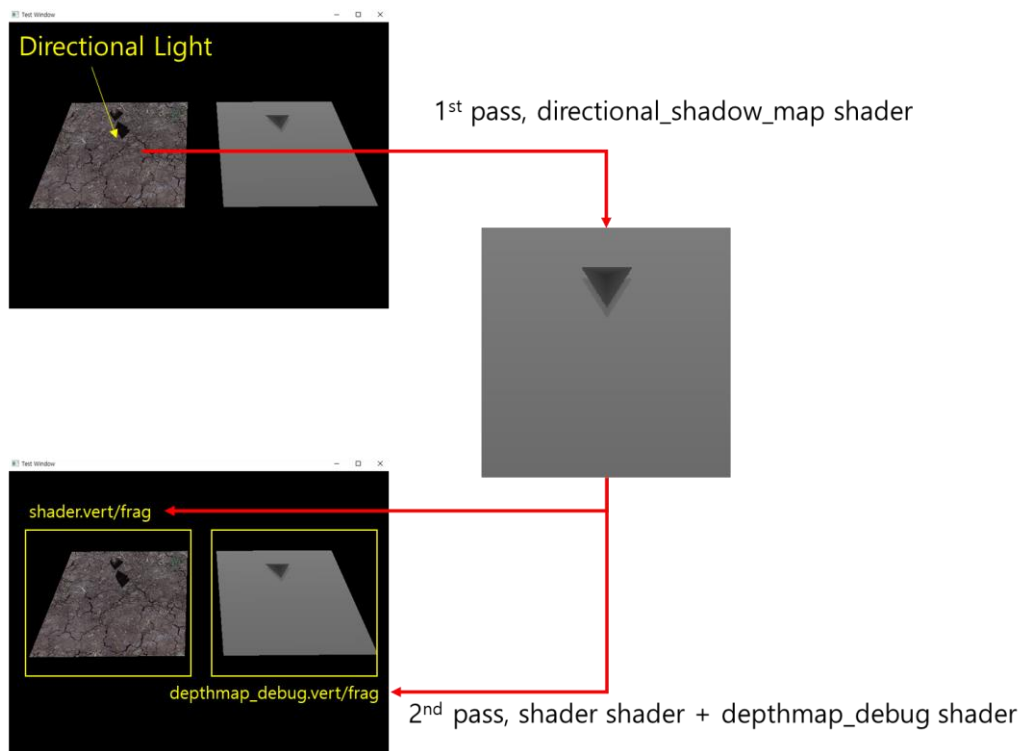 Test Window
Directional Light
1st pass, directional_shadow_map shader
Test Window
shader.vert/frag
depthmap_debug.vert/frag
2nd pass, shader shader + depthmap_debug shader